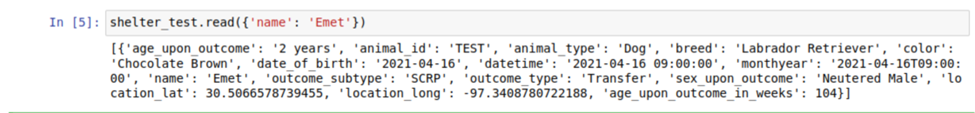 In [5]: shelter_test.read({'name': 'Emet'})
[{'age_upon_outcome': '2 years', 'animal_id': 'TEST', 'animal_type': 'Dog', 'breed': 'Labrador Retriever', 'color':
'Chocolate Brown', 'date_of_birth': '2021-04-16', 'datetime': '2021-04-16 09:00:00', 'monthyear': '2021-04-16T09:00:
00', 'name': 'Emet', 'outcome_subtype': 'SCRP', 'outcome_type': 'Transfer', 'sex_upon_outcome': 'Neutered Male', 'lo
cation_lat': 30.5066578739455, 'location_long': -97.3408780722188, 'age_upon_outcome_in_weeks': 104}]